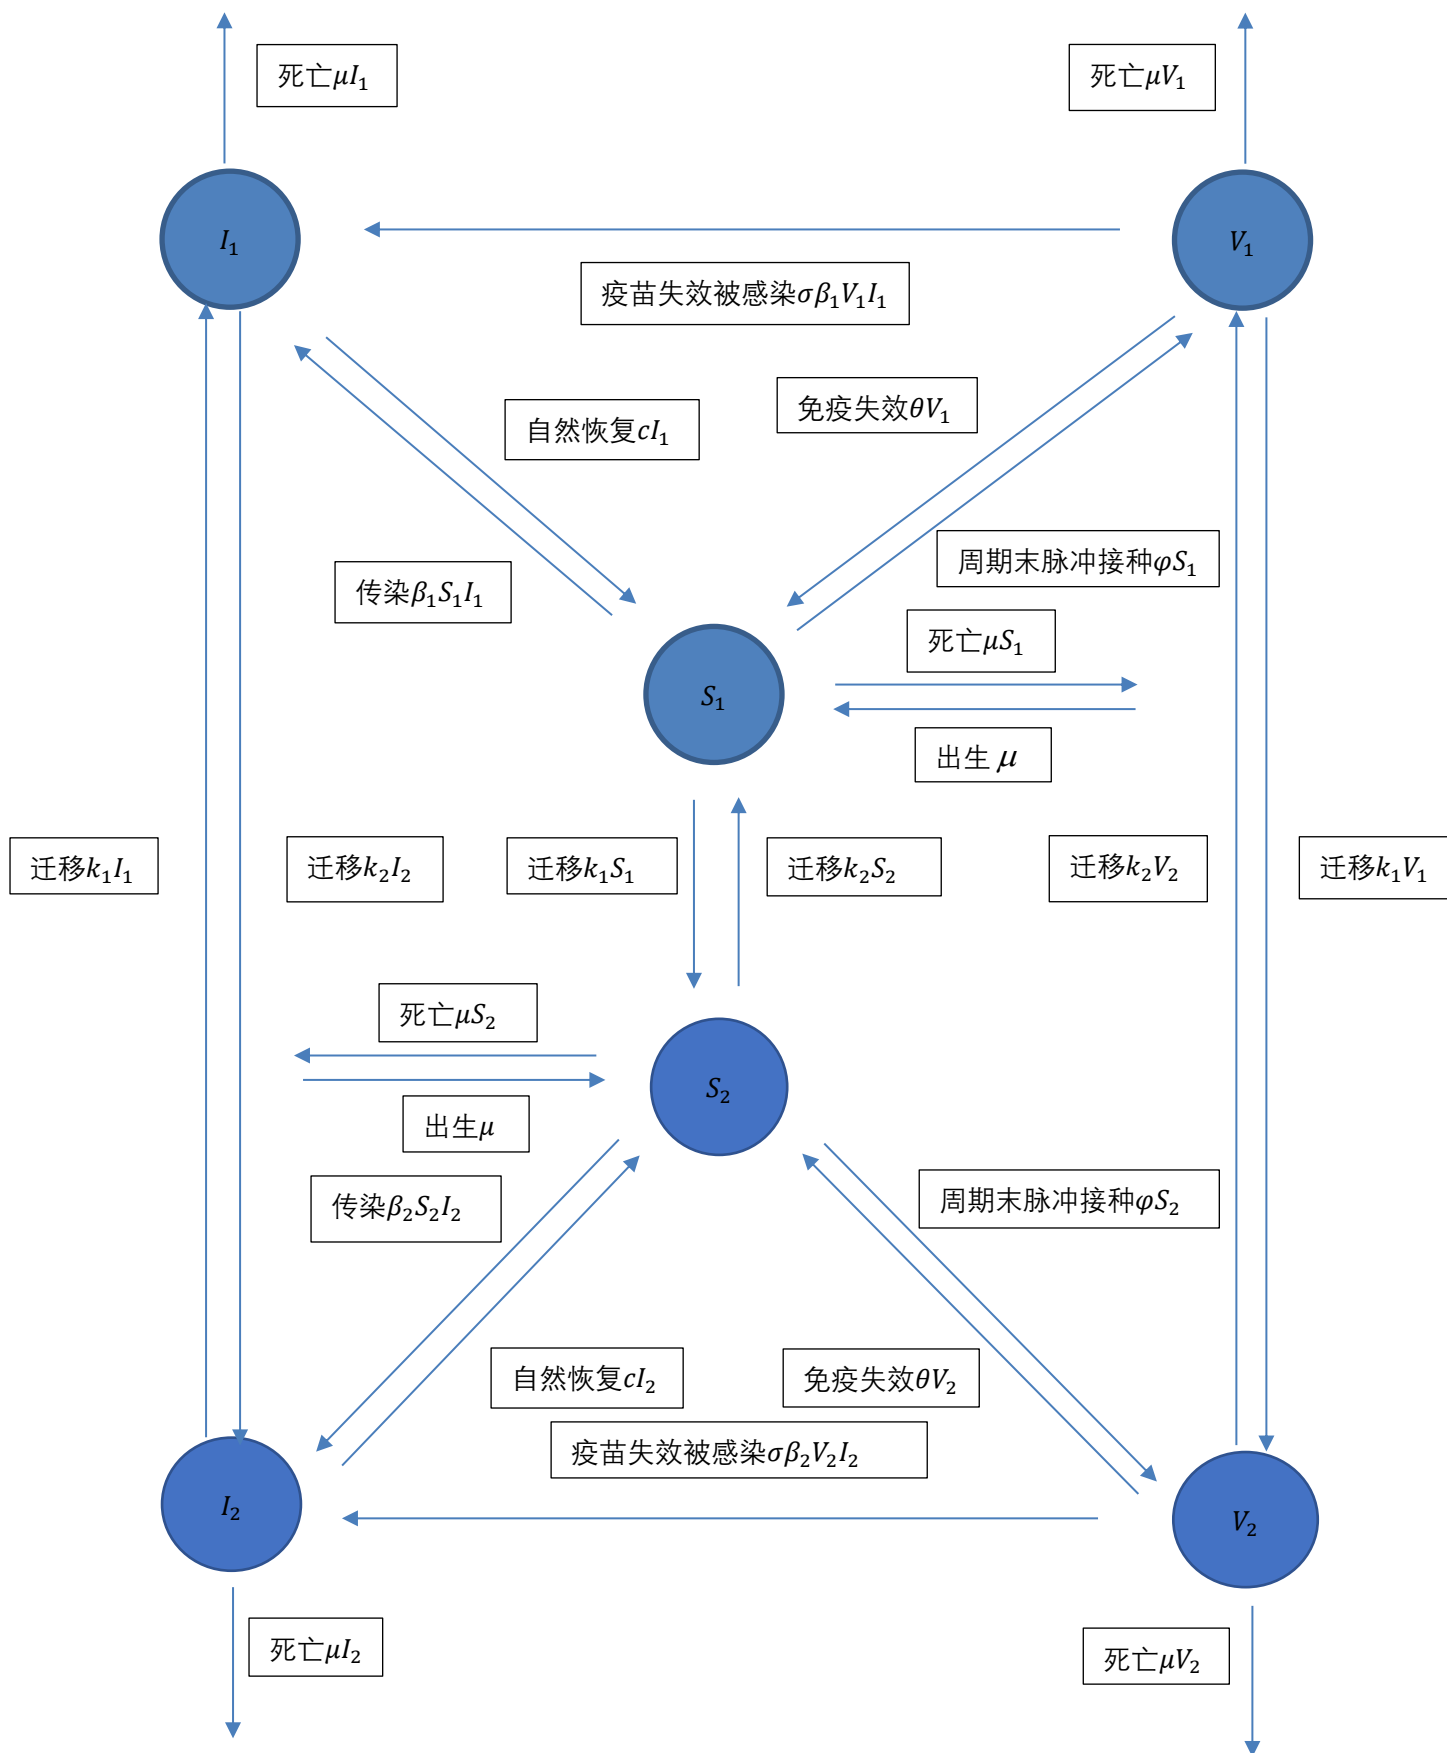 死亡μI₁
死亡μV₁
I₁
V₁
疫苗失效被感染σβ₁V₁I₁
免疫失效θV₁
自然恢复cI₁
周期末脉冲接种φS₁
传染β₁S₁I₁
死亡μS₁
S₁
出生 μ
迁移k₁I₁
迁移k₂I₂
迁移k₁S₁
迁移k₂S₂
迁移k₂V₂
迁移k₁V₁
死亡μS₂
S₂
出生μ
传染β₂S₂I₂
周期末脉冲接种φS₂
自然恢复cI₂
免疫失效θV₂
疫苗失效被感染σβ₂V₂I₂
I₂
V₂
死亡μI₂
死亡μV₂